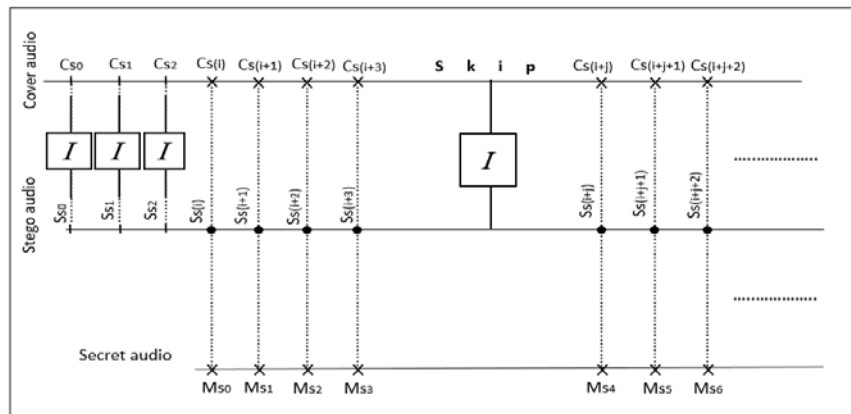 Cs0 Cs1 Cs2 Cs(i) Cs(i+1) Cs(i+2) Cs(i+3) S k i p Cs(i+j) Cs(i+j+1) Cs(i+j+2)
Cover audio
I I I I
Ss0 Ss1 Ss2 Ss(i) Ss(i+1) Ss(i+2) Ss(i+3) Ss(i+j) Ss(i+j+1) Ss(i+j+2)
Stego audio
Secret audio
Ms0 Ms1 Ms2 Ms3 Ms4 Ms5 Ms6